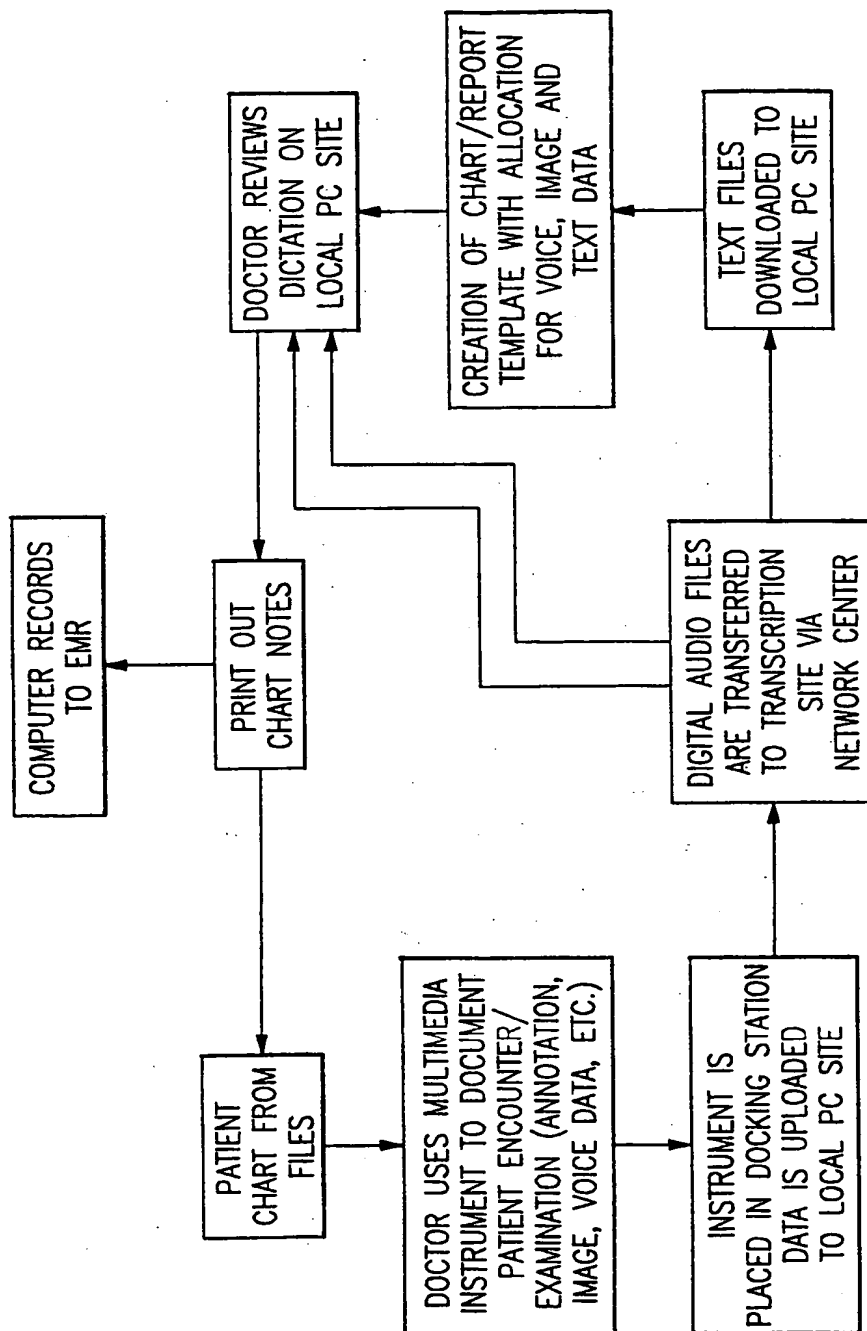 COMPUTER RECORDS
TO EMR
PATIENT
CHART FROM
FILES
PRINT OUT
CHART NOTES
DOCTOR REVIEWS
DICTATION ON
LOCAL PC SITE
DOCTOR USES MULTIMEDIA
INSTRUMENT TO DOCUMENT
PATIENT ENCOUNTER/
EXAMINATION (ANNOTATION,
IMAGE, VOICE DATA, ETC.)
CREATION OF CHART/REPORT
TEMPLATE WITH ALLOCATION
FOR VOICE, IMAGE AND
TEXT DATA
INSTRUMENT IS
PLACED IN DOCKING STATION
DATA IS UPLOADED
TO LOCAL PC SITE
DIGITAL AUDIO FILES
ARE TRANSFERRED
TO TRANSCRIPTION
SITE VIA
NETWORK CENTER
TEXT FILES
DOWNLOADED TO
LOCAL PC SITE